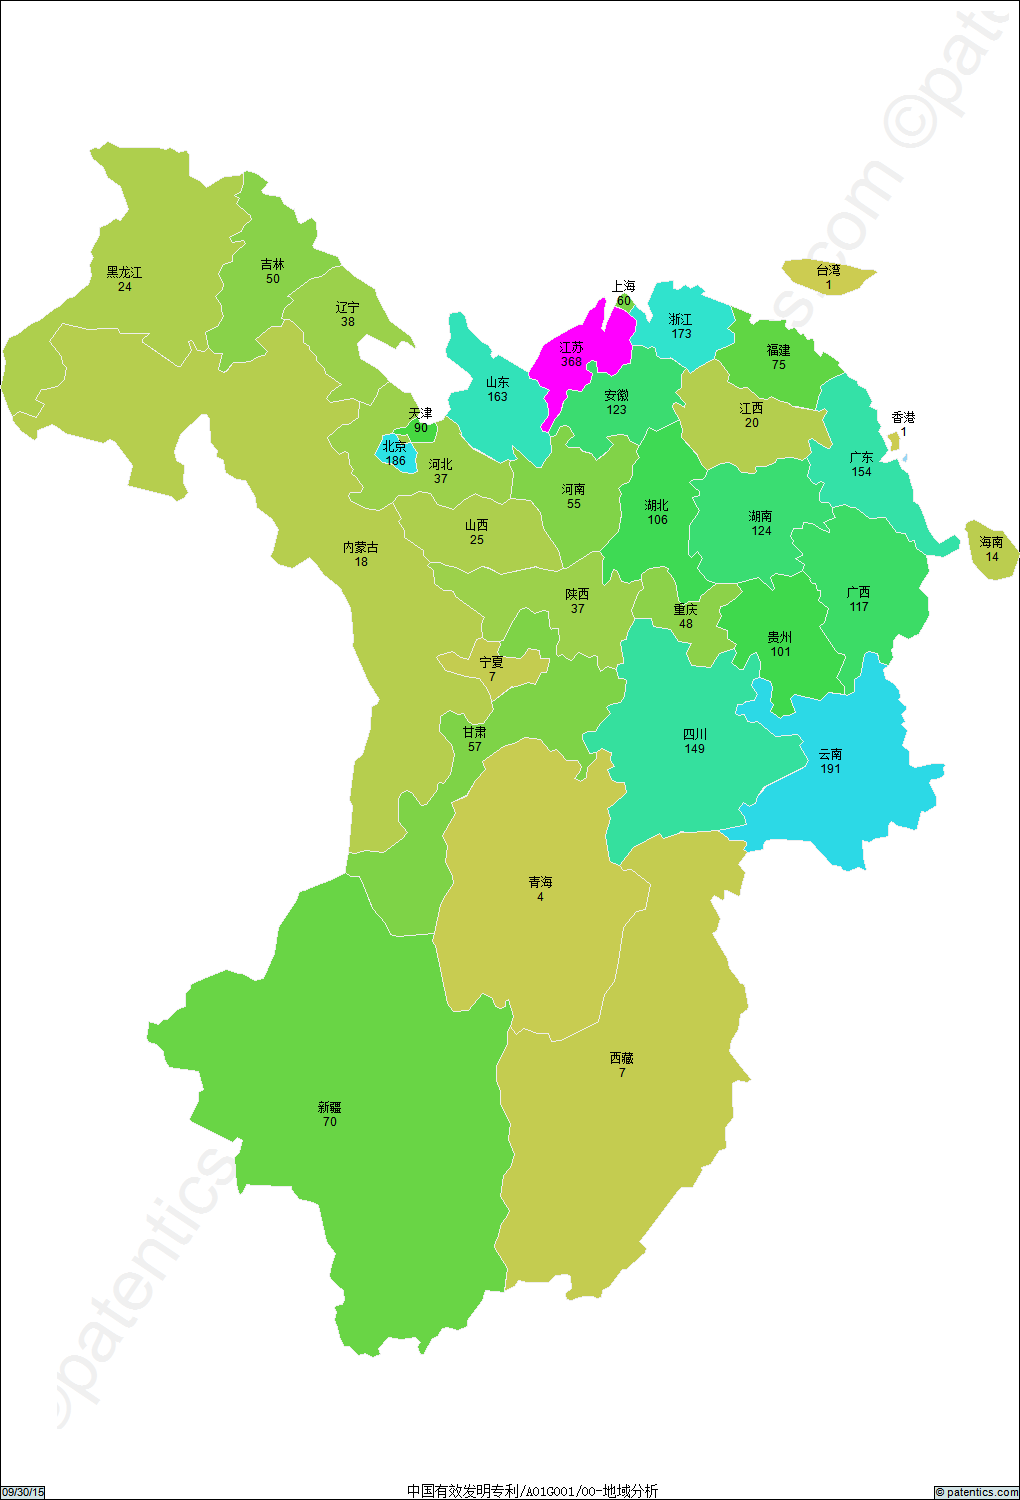 ©patentics.com ©pate
台湾
1
黑龙江
24
吉林
50
辽宁
38
上海
60
浙江
173
江苏
368
福建
75
山东
163
安徽
123
江西
20
天津
90
香港
1
北京
186
河北
37
广东
154
河南
55
湖北
106
湖南
124
山西
25
内蒙古
18
海南
14
陕西
37
重庆
48
广西
117
贵州
101
宁夏
7
甘肃
57
四川
149
云南
191
青海
4
西藏
7
新疆
70
©patentics
09/30/15
中国有效发明专利/A01G001/00-地域分析
© patentics.com